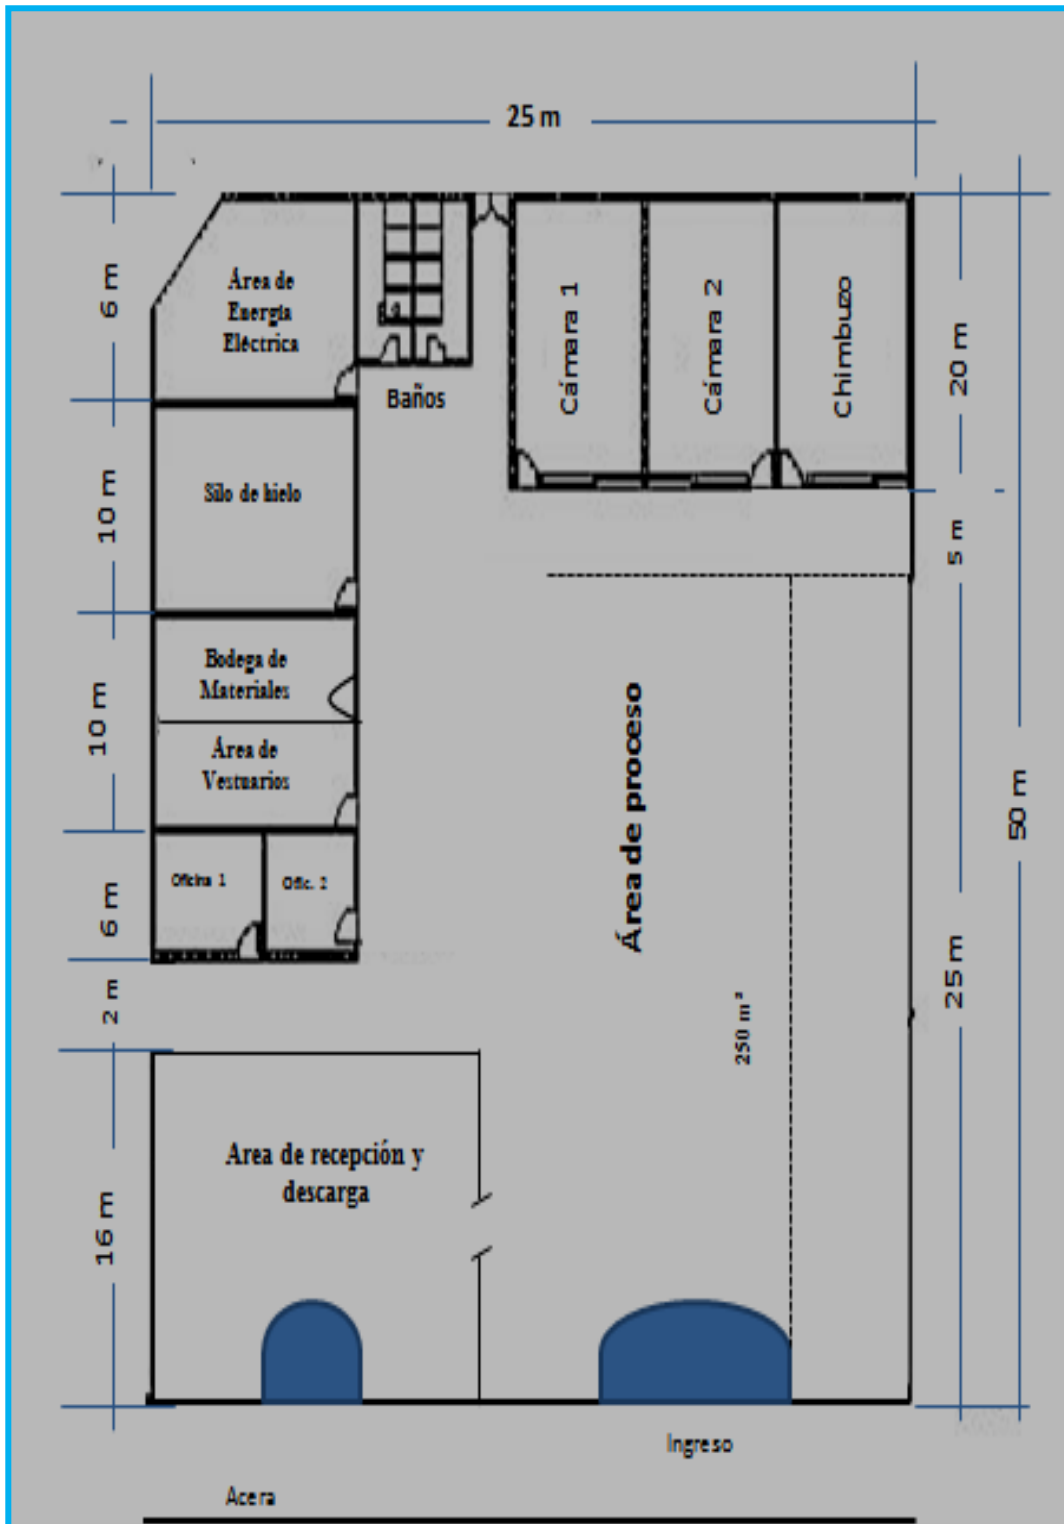 25 m
6 m
Área de
Energía
Eléctrica
Baños
Cámara 1
Cámara 2
Chimbuzo
20 m
10 m
Silo de hielo
5 m
10 m
Bodega de
Materiales
Área de
Vestuarios
Área de proceso
50 m
6 m
Oficina 1
Ofic. 2
2 m
250 m²
25 m
16 m
Area de recepción y
descarga
Ingreso
Acera